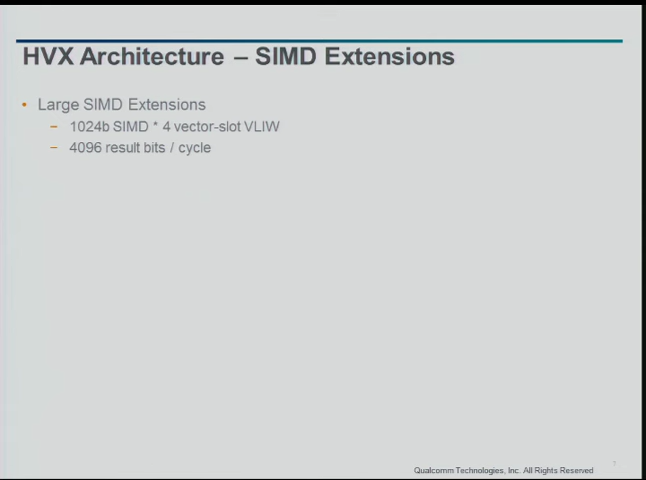 HVX Architecture – SIMD Extensions
• Large SIMD Extensions
– 1024b SIMD * 4 vector-slot VLIW
– 4096 result bits / cycle
Qualcomm Technologies, Inc. All Rights Reserved